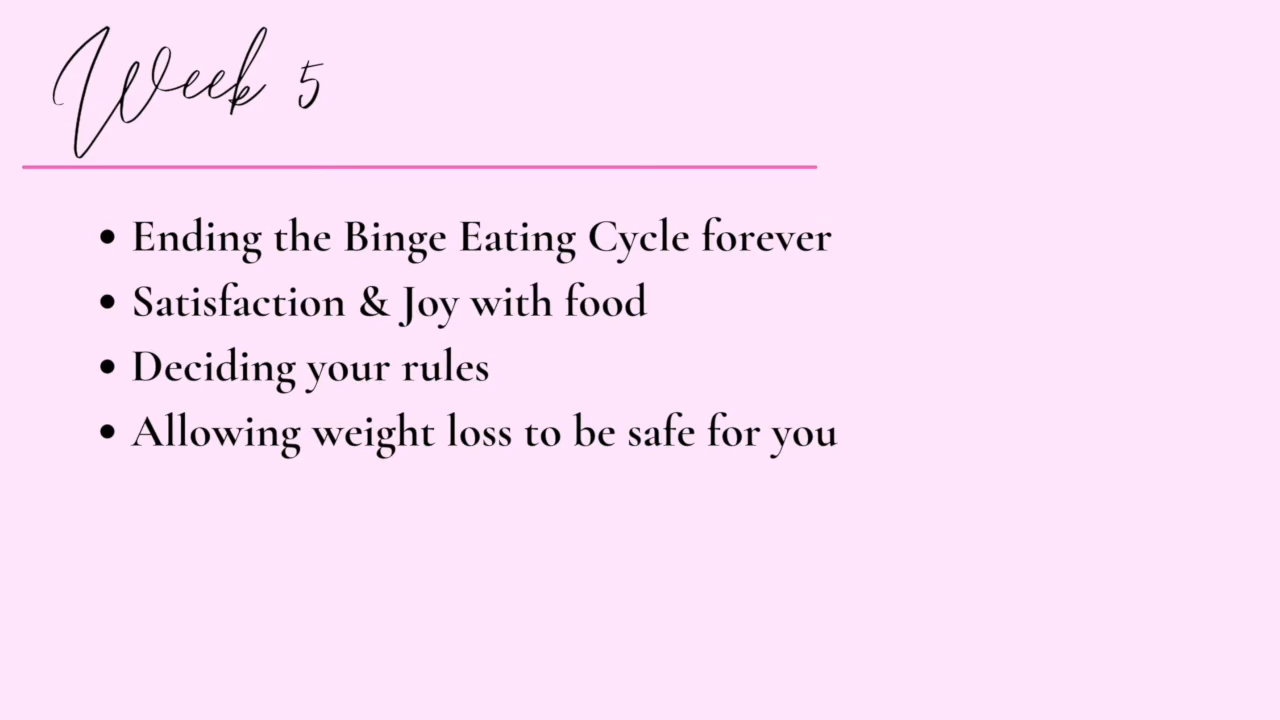 Week 5
• Ending the Binge Eating Cycle forever
• Satisfaction & Joy with food
• Deciding your rules
• Allowing weight loss to be safe for you